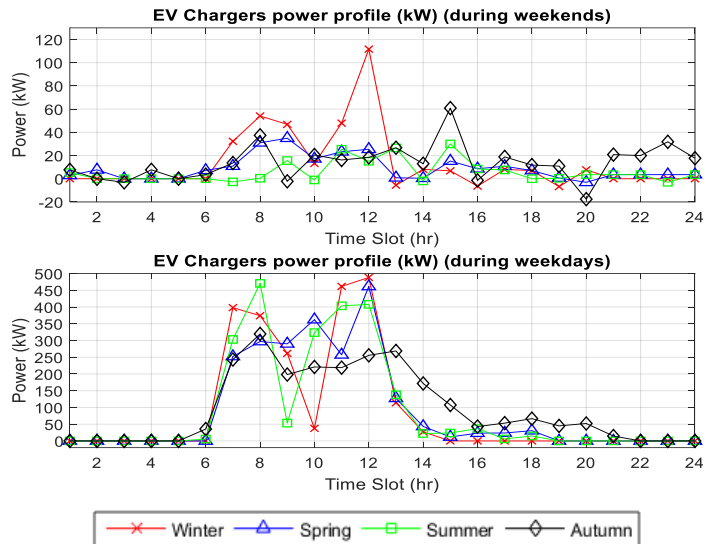 EV Chargers power profile (kW) (during weekends)
Power (kW)
120
100
80
60
40
20
0
-20
2 4 6 8 10 12 14 16 18 20 22 24
Time Slot (hr)
EV Chargers power profile (kW) (during weekdays)
Power (kW)
500
450
400
350
300
250
200
150
100
50
0
2 4 6 8 10 12 14 16 18 20 22 24
Time Slot (hr)
Winter Spring Summer Autumn